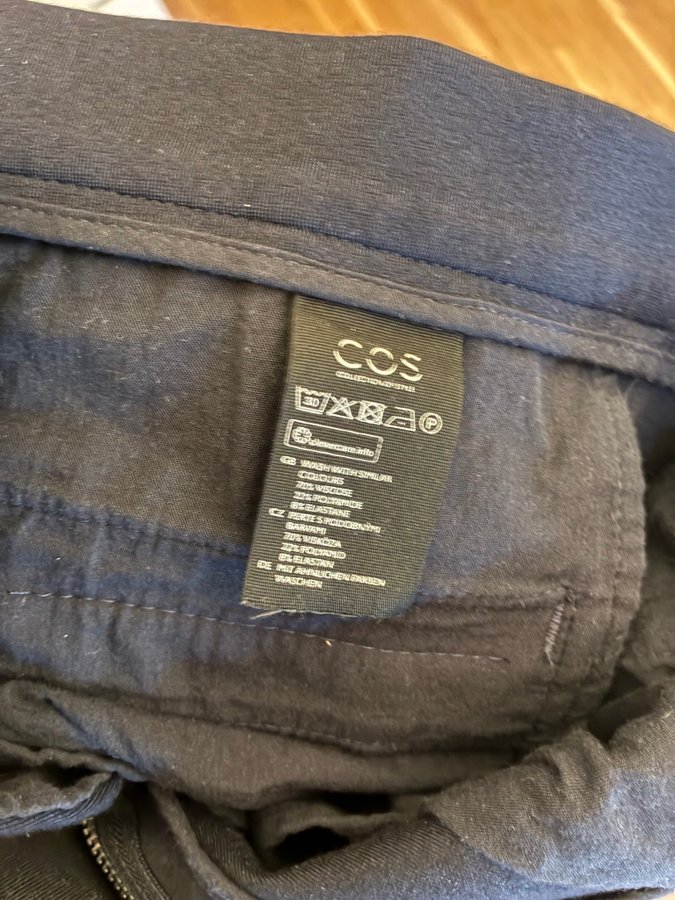 COS
COLLECTION OF STYLE
30
P
clevercare.info
GB WASH WITH SIMILAR
COLOURS
70% VISCOSE
22% POLYAMIDE
8% ELASTANE
CZ PERTE S PODOBNÝMI
BARVAMI
70% VISKÓZA
22% POLYAMID
8% ELASTAN
DE MIT ÄHNLICHEN FARBEN
WASCHEN